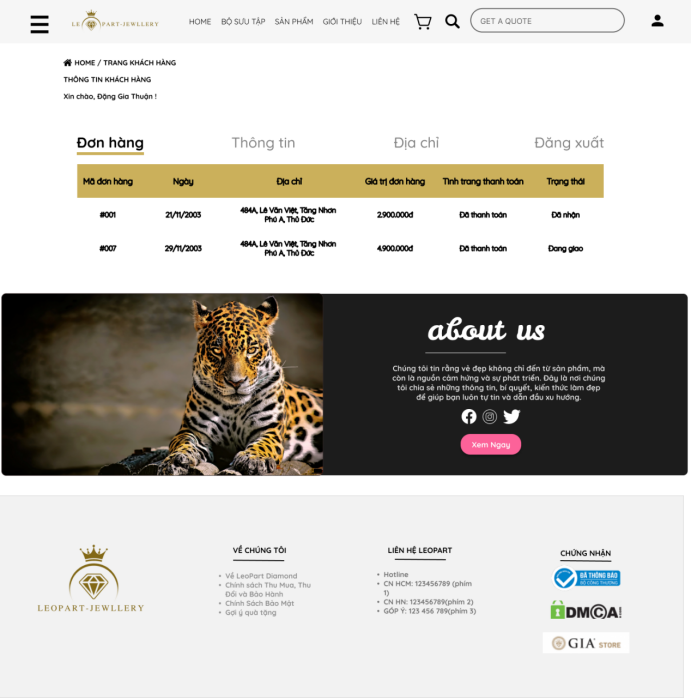 LEOPART-JEWLLERY
HOME BỘ SƯU TẬP SẢN PHẨM GIỚI THIỆU LIÊN HỆ GET A QUOTE
HOME / TRANG KHÁCH HÀNG
THÔNG TIN KHÁCH HÀNG
Xin chào, Đặng Gia Thuận !
Đơn hàng Thông tin Địa chỉ Đăng xuất
Mã đơn hàng Ngày Địa chỉ Giá trị đơn hàng Tình trang thanh toán Trạng thái
#001 21/11/2003 484A, Lê Văn Việt, Tăng Nhơn Phú A, Thủ Đức 2.900.000đ Đã thanh toán Đã nhận
#007 29/11/2003 484A, Lê Văn Việt, Tăng Nhơn Phú A, Thủ Đức 4.900.000đ Đã thanh toán Đang giao
about us
Chúng tôi tin rằng vẻ đẹp không chỉ đến từ sản phẩm, mà
còn là nguồn cảm hứng và sự phát triển. Đây là nơi chúng
tôi chia sẻ những thông tin, bí quyết, kiến thức làm đẹp
để giúp bạn luôn tự tin và dẫn đầu xu hướng.
Xem Ngay
LEOPART-JEWLLERY
VỀ CHÚNG TÔI
Về LeoPart Diamond
Chính sách Thu Mua, Thu
Đổi và Bảo Hành
Chính Sách Bảo Mật
Gợi ý quà tặng
LIÊN HỆ LEOPART
Hotline
CN HCM: 123456789 (phím
1)
CN HN: 123456789(phím 2)
GÓP Ý: 123 456 789(phím 3)
CHỨNG NHẬN
ĐÃ THÔNG BÁO
BỘ CÔNG THƯƠNG
DMCA.com
GIA STORE